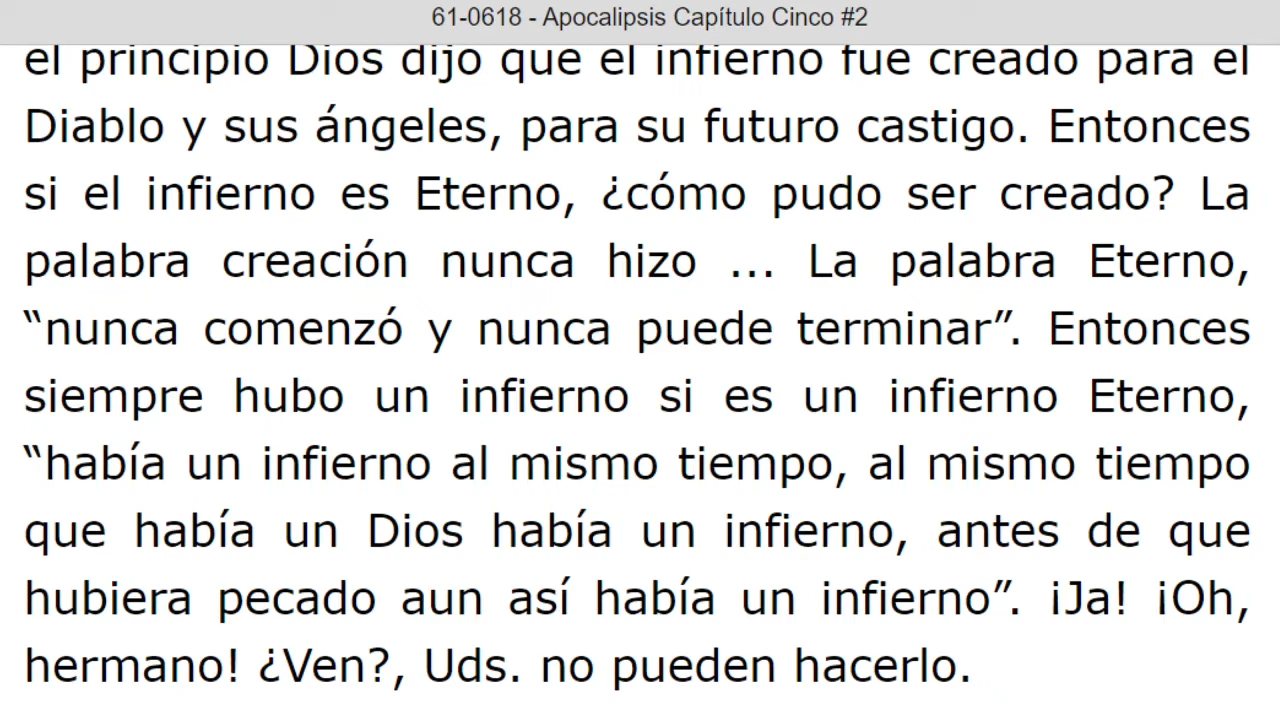 61-0618 - Apocalipsis Capítulo Cinco #2
el principio Dios dijo que el infierno fue creado para el
Diablo y sus ángeles, para su futuro castigo. Entonces
si el infierno es Eterno, ¿cómo pudo ser creado? La
palabra creación nunca hizo ... La palabra Eterno,
“nunca comenzó y nunca puede terminar”. Entonces
siempre hubo un infierno si es un infierno Eterno,
“había un infierno al mismo tiempo, al mismo tiempo
que había un Dios había un infierno, antes de que
hubiera pecado aun así había un infierno”. ¡Ja! ¡Oh,
hermano! ¿Ven?, Uds. no pueden hacerlo.